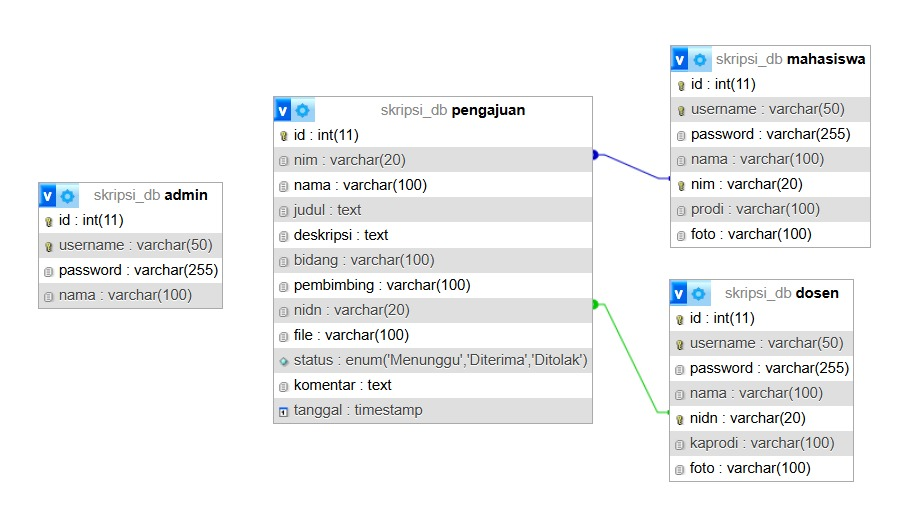 skripsi_db admin
id : int(11)
username : varchar(50)
password : varchar(255)
nama : varchar(100)
skripsi_db pengajuan
id : int(11)
nim : varchar(20)
nama : varchar(100)
judul : text
deskripsi : text
bidang : varchar(100)
pembimbing : varchar(100)
nidn : varchar(20)
file : varchar(100)
status : enum('Menunggu','Diterima','Ditolak')
komentar : text
tanggal : timestamp
skripsi_db mahasiswa
id : int(11)
username : varchar(50)
password : varchar(255)
nama : varchar(100)
nim : varchar(20)
prodi : varchar(100)
foto : varchar(100)
skripsi_db dosen
id : int(11)
username : varchar(50)
password : varchar(255)
nama : varchar(100)
nidn : varchar(20)
kaprodi : varchar(100)
foto : varchar(100)